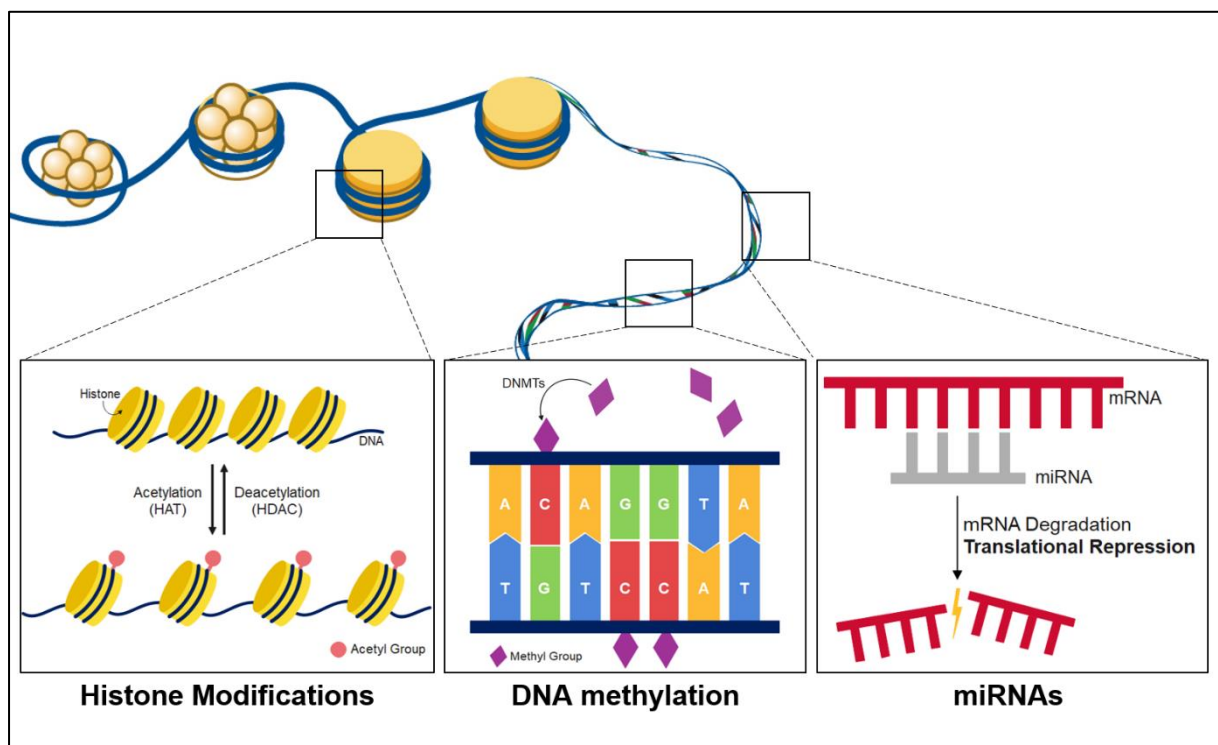 Histone
DNA
Acetylation
(HAT)
Deacetylation
(HDAC)
Acetyl Group
Histone Modifications
DNMTs
A C A G G T A
T G T C C A T
Methyl Group
DNA methylation
mRNA
miRNA
mRNA Degradation
Translational Repression
miRNAs